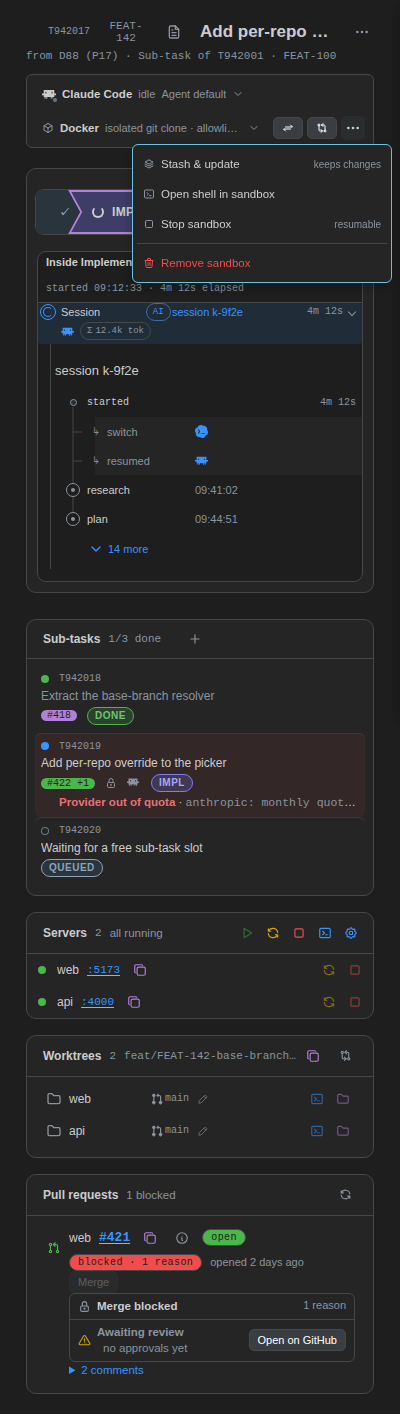 T942017 FEAT-142 Add per-repo …
from D88 (P17) · Sub-task of T942001 · FEAT-100
Claude Code idle Agent default
Docker isolated git clone · allowli…
Stash & update keeps changes
Open shell in sandbox
Stop sandbox resumable
Remove sandbox
✓ IMP
Inside Implemen
started 09:12:33 · 4m 12s elapsed
Session AI session k-9f2e 4m 12s
Σ 12.4k tok
session k-9f2e
started 4m 12s
↳ switch
↳ resumed
research 09:41:02
plan 09:44:51
14 more
Sub-tasks 1/3 done
T942018
Extract the base-branch resolver
#418 DONE
T942019
Add per-repo override to the picker
#422 +1 IMPL
Provider out of quota · anthropic: monthly quot…
T942020
Waiting for a free sub-task slot
QUEUED
Servers 2 all running
web :5173
api :4000
Worktrees 2 feat/FEAT-142-base-branch…
web main
api main
Pull requests 1 blocked
web #421 open
blocked · 1 reason opened 2 days ago
Merge
Merge blocked 1 reason
Awaiting review
no approvals yet
Open on GitHub
2 comments